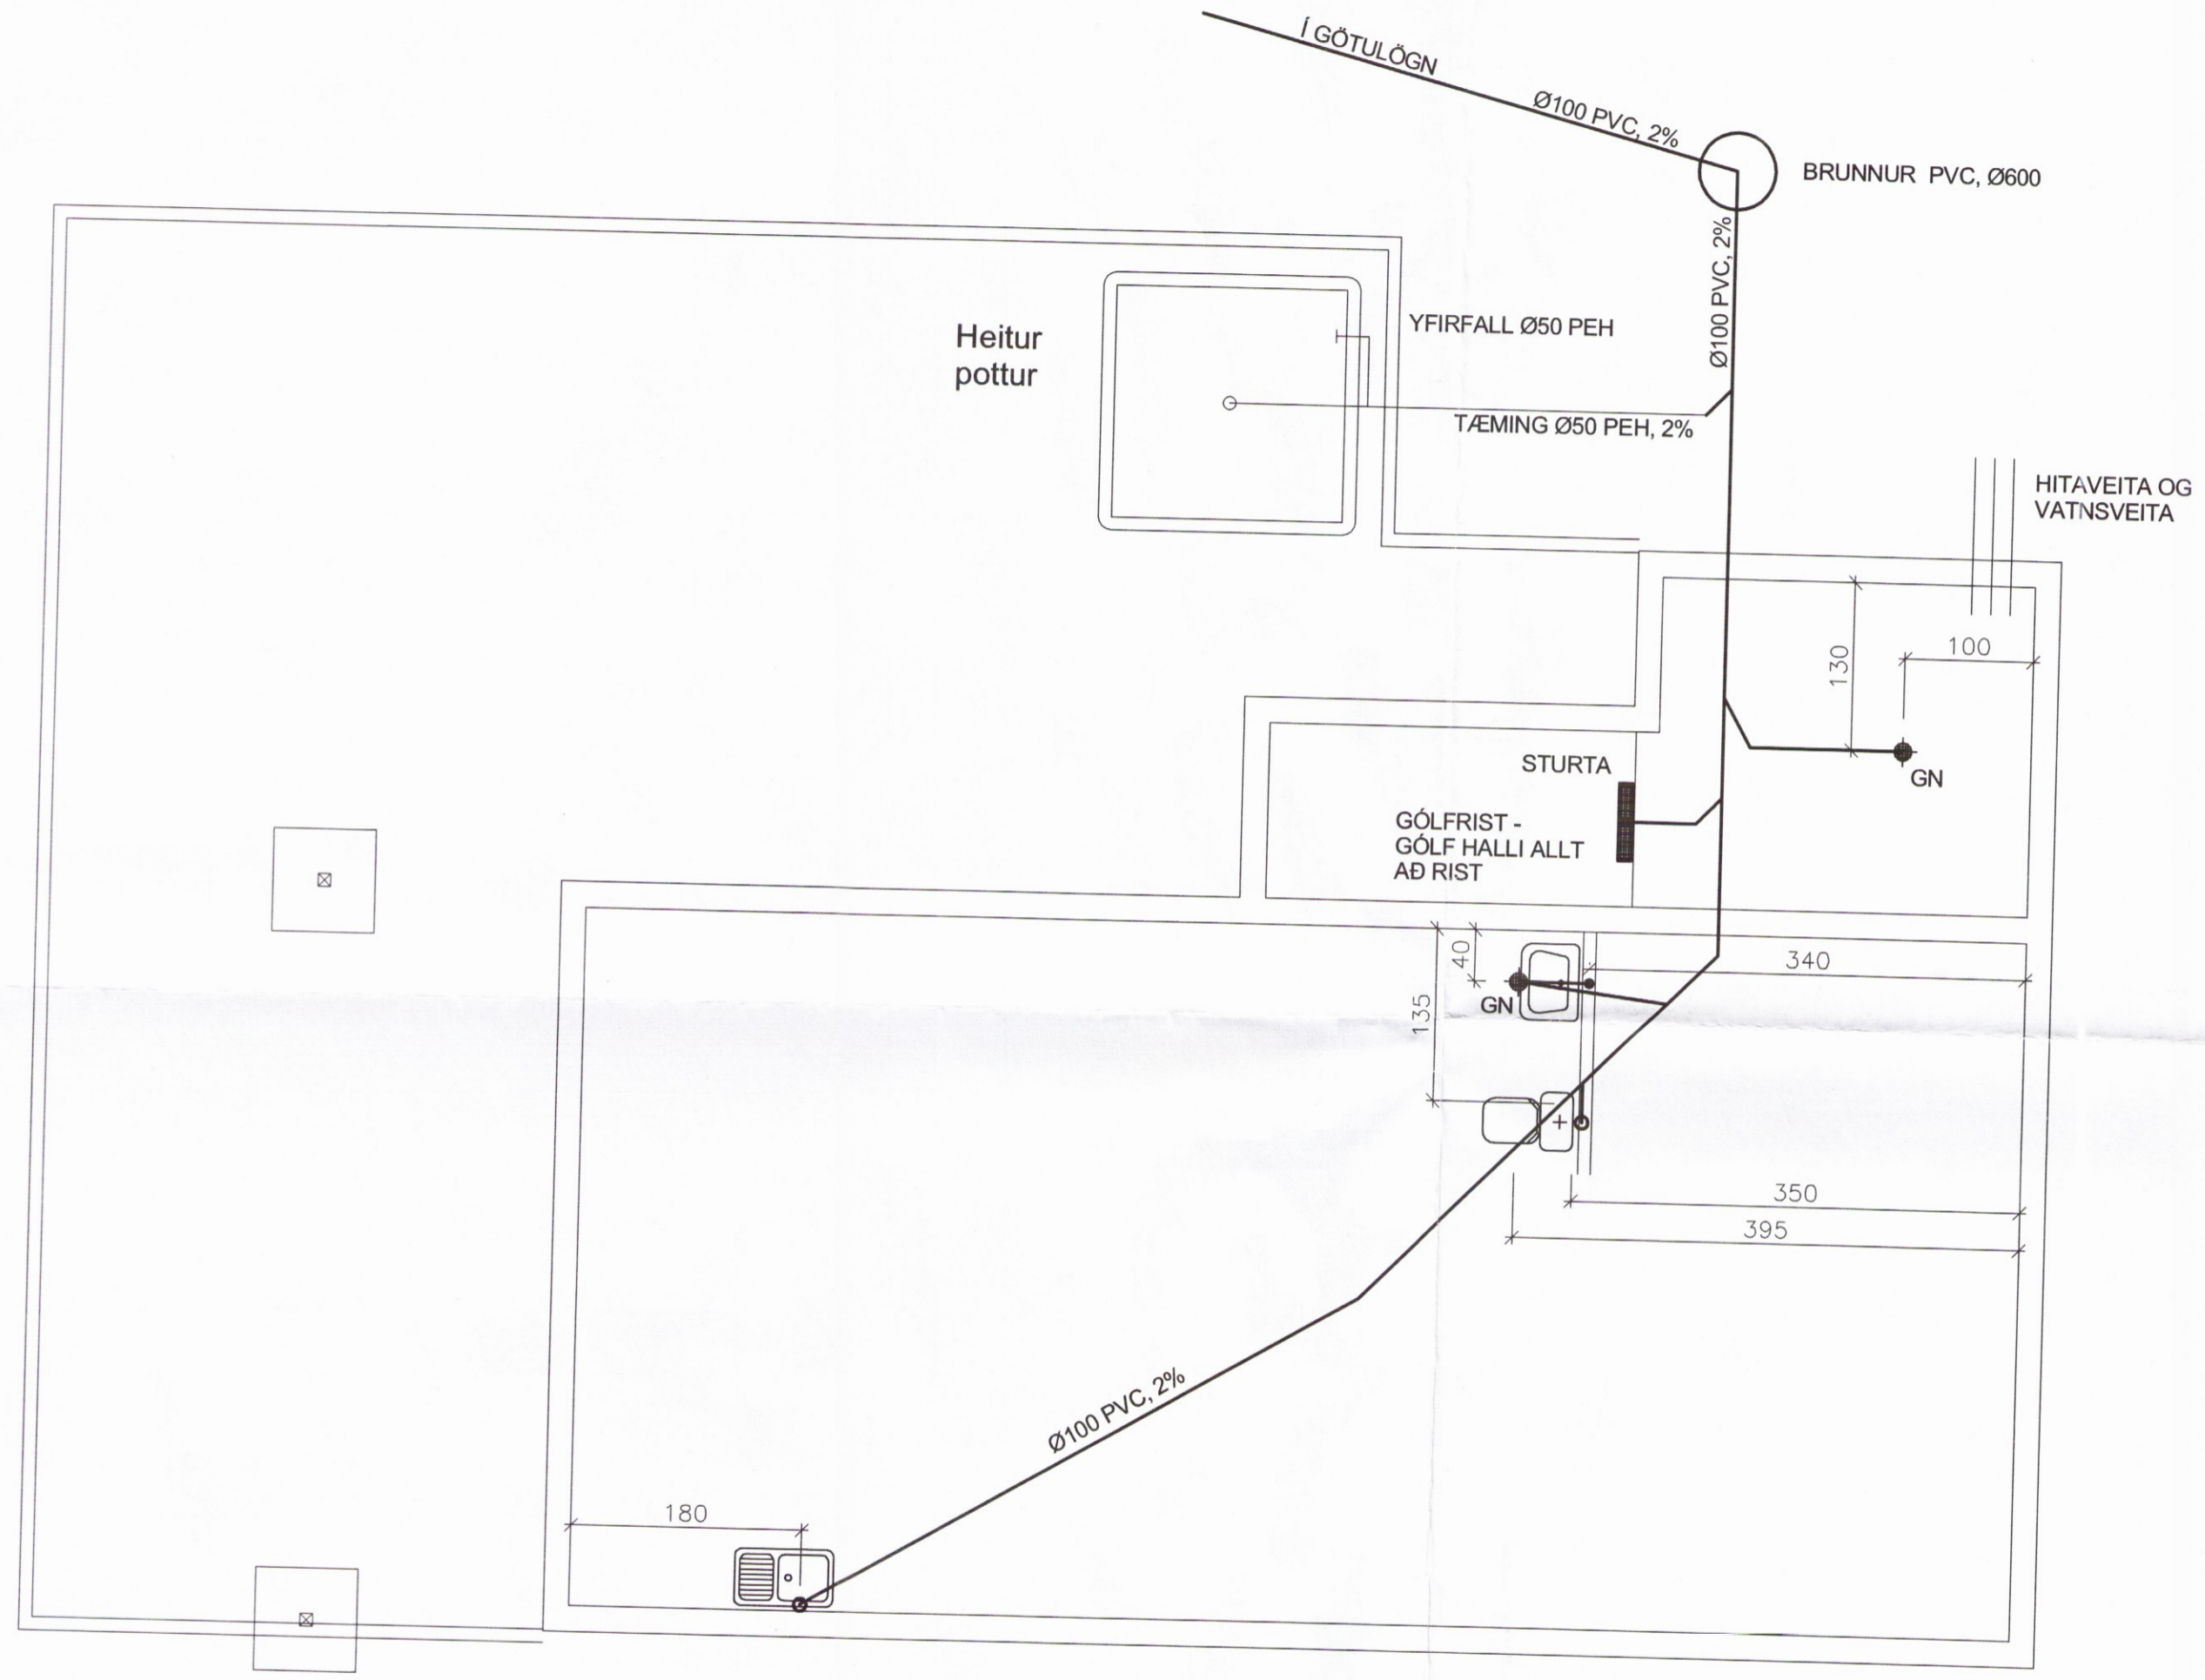 Í GÖTULÖGN
Ø100 PVC, 2%
BRUNNUR PVC, Ø600
Ø100 PVC, 2%
Heitur
pottur
YFIRFALL Ø50 PEH
TÆMING Ø50 PEH, 2%
HITAVEITA OG
VATNSVEITA
130
100
GN
STURTA
GÓLFRIST -
GÓLF HALLI ALLT
AÐ RIST
40
135
GN
340
350
395
Ø100 PVC, 2%
180